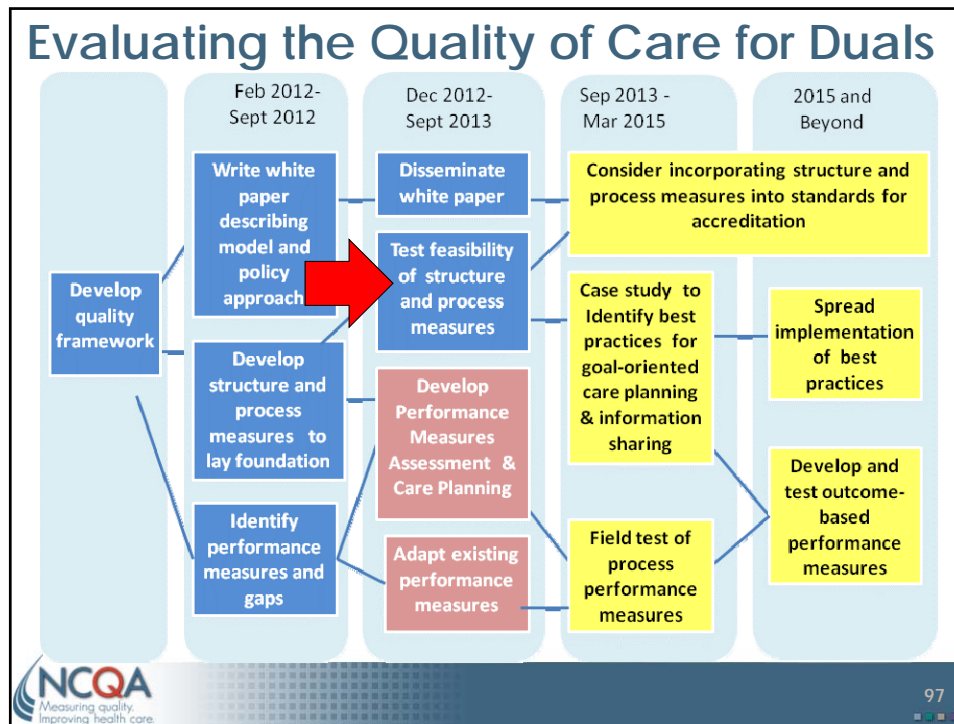 Evaluating the Quality of Care for Duals
Feb 2012-
Sept 2012
Dec 2012-
Sept 2013
Sep 2013 -
Mar 2015
2015 and
Beyond
Develop
quality
framework
Write white
paper
describing
model and
policy
approach
Develop
structure and
process
measures to
lay foundation
Identify
performance
measures and
gaps
Disseminate
white paper
Test feasibility
of structure
and process
measures
Develop
Performance
Measures
Assessment &
Care Planning
Adapt existing
performance
measures
Consider incorporating structure and
process measures into standards for
accreditation
Case study to
Identify best
practices for
goal-oriented
care planning
& information
sharing
Field test of
process
performance
measures
Spread
implementation
of best
practices
Develop and
test outcome-
based
performance
measures
NCQA
Measuring quality.
Improving health care.
97